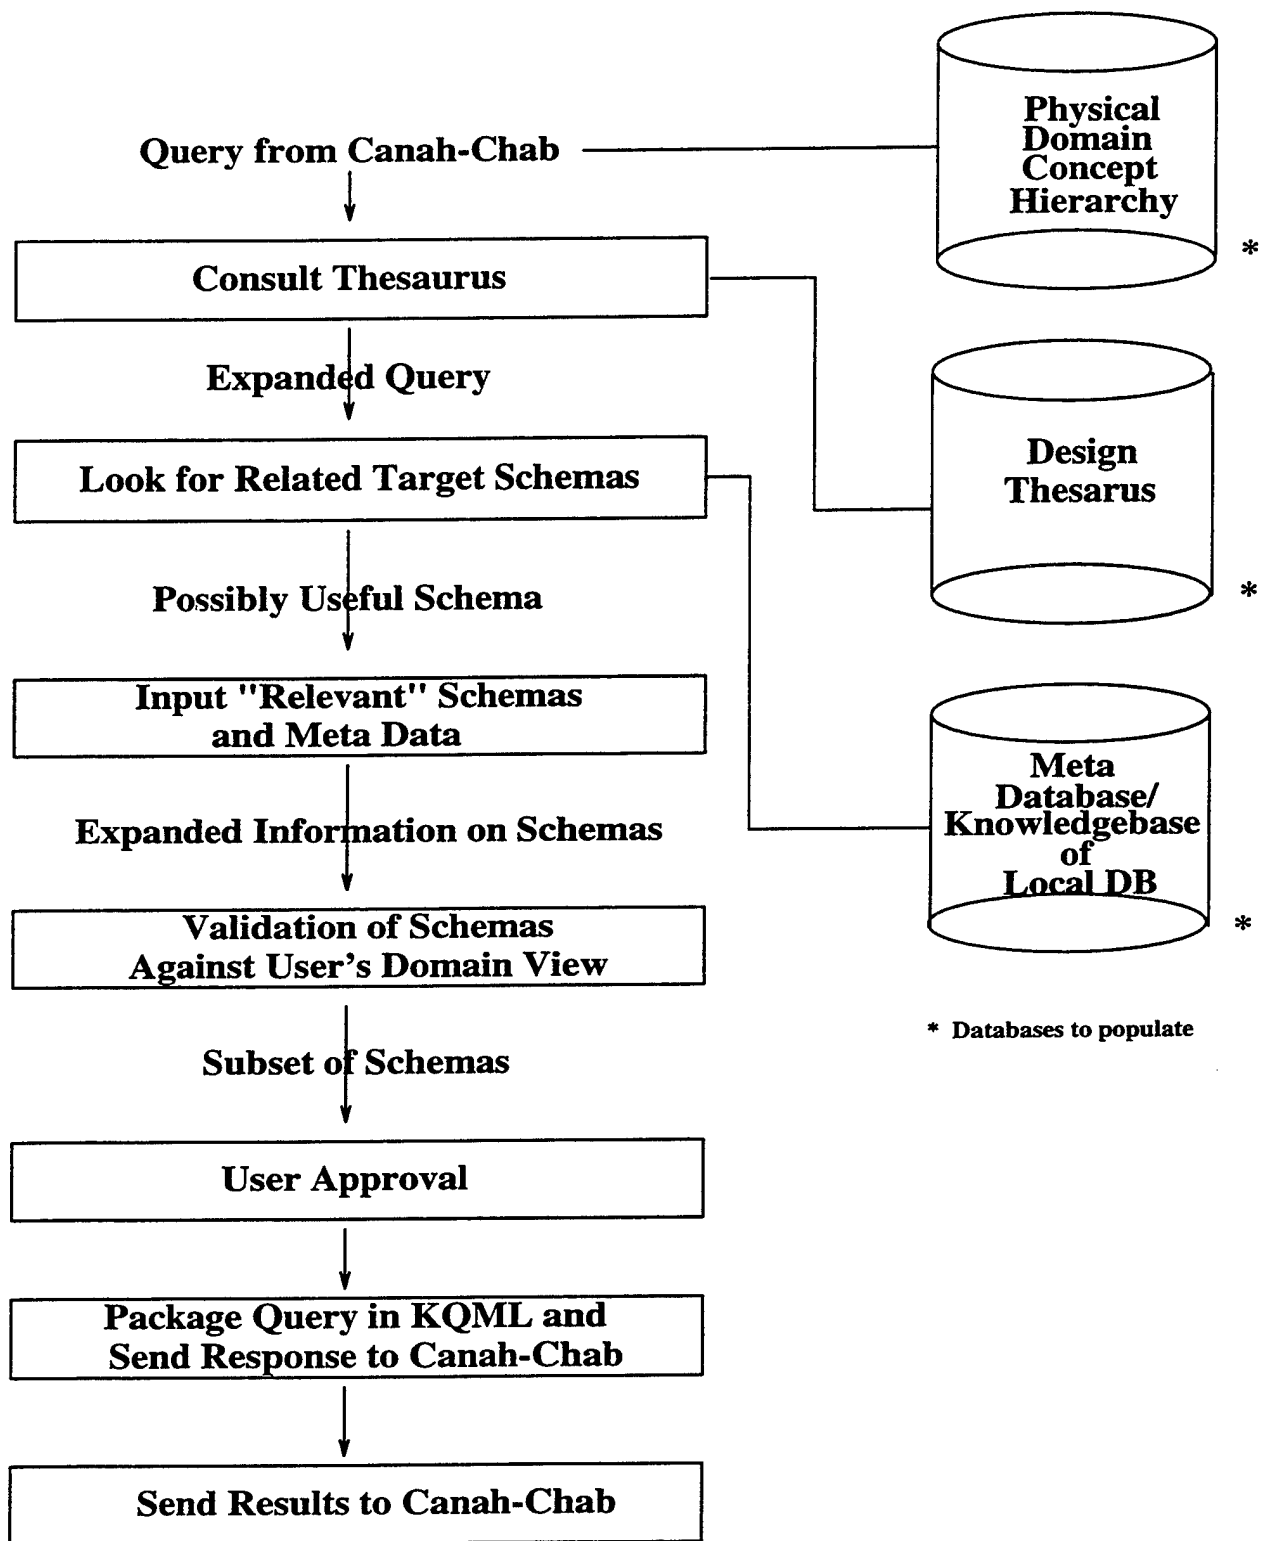 Query from Canah-Chab
Consult Thesaurus
Expanded Query
Look for Related Target Schemas
Possibly Useful Schema
Input "Relevant" Schemas
and Meta Data
Expanded Information on Schemas
Validation of Schemas
Against User's Domain View
Subset of Schemas
User Approval
Package Query in KQML and
Send Response to Canah-Chab
Send Results to Canah-Chab
Physical
Domain
Concept
Hierarchy
*
Design
Thesarus
*
Meta
Database/
Knowledgebase
of
Local DB
*
* Databases to populate